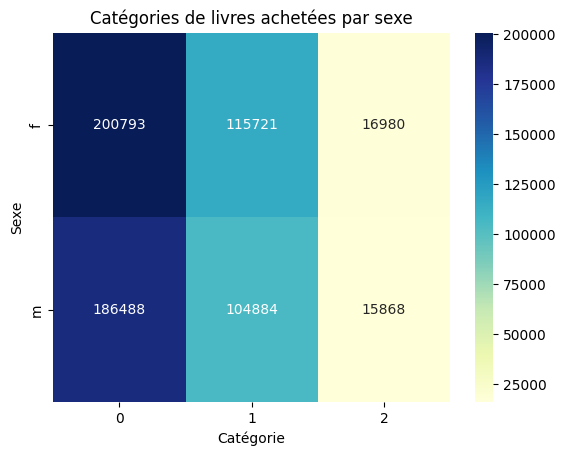 Catégories de livres achetées par sexe
f
200793 115721 16980
m
186488 104884 15868
0 1 2
Catégorie
Sexe
200000
175000
150000
125000
100000
75000
50000
25000